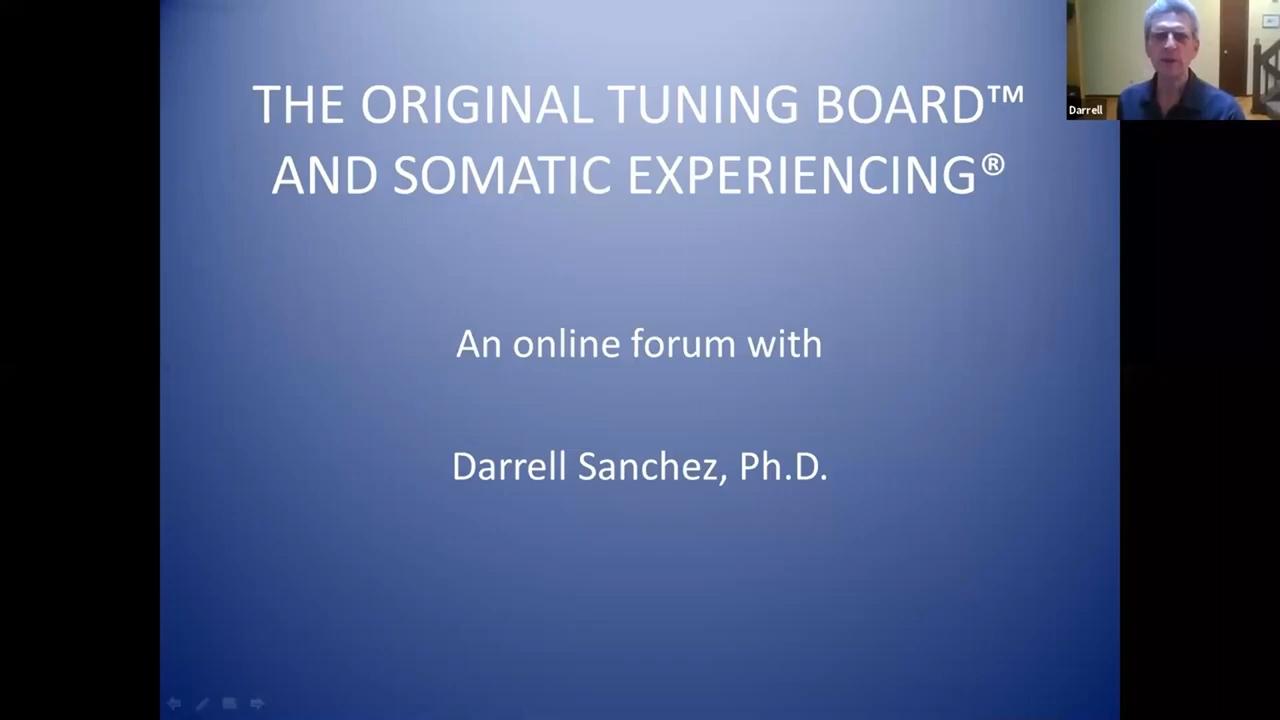 THE ORIGINAL TUNING BOARD™
AND SOMATIC EXPERIENCING®
An online forum with
Darrell Sanchez, Ph.D.
Darrell